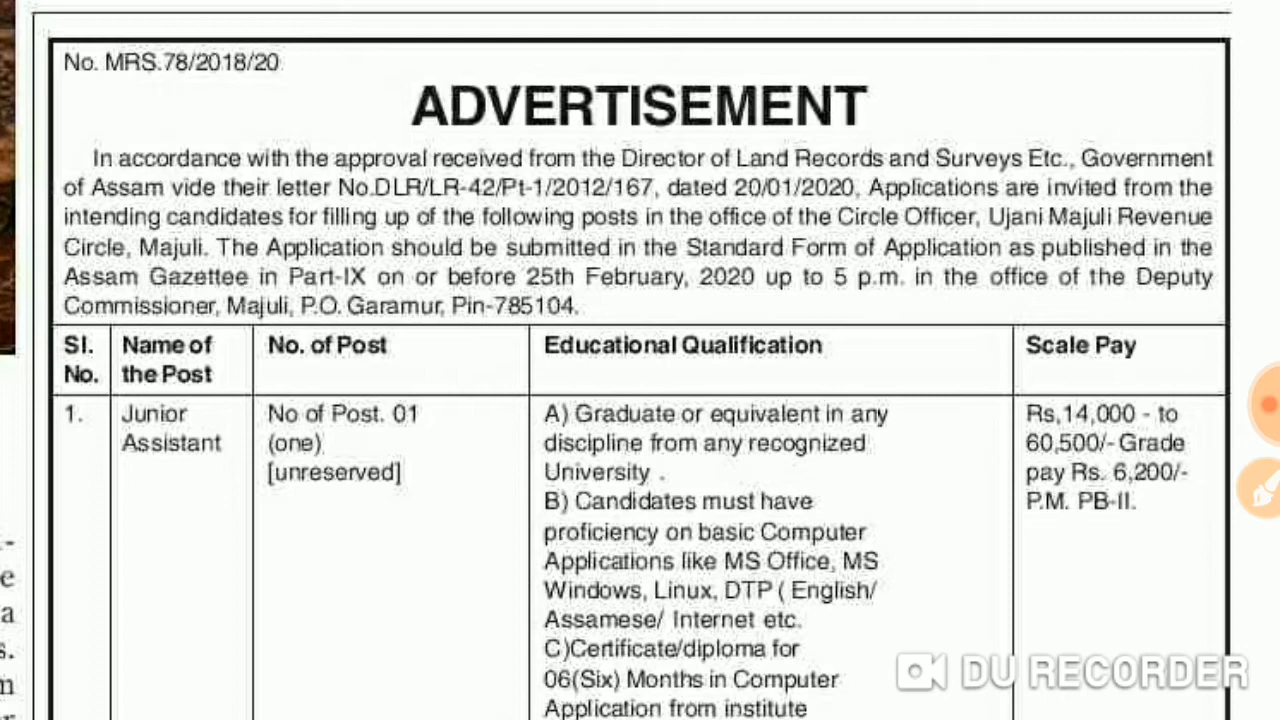 No. MRS.78/2018/20
ADVERTISEMENT
In accordance with the approval received from the Director of Land Records and Surveys Etc., Government
of Assam vide their letter No.DLR/LR-42/Pt-1/2012/167, dated 20/01/2020, Applications are invited from the
intending candidates for filling up of the following posts in the office of the Circle Officer, Ujani Majuli Revenue
Circle, Majuli. The Application should be submitted in the Standard Form of Application as published in the
Assam Gazettee in Part-IX on or before 25th February, 2020 up to 5 p.m. in the office of the Deputy
Commissioner, Majuli, P.O. Garamur, Pin-785104.
Sl.
No.
Name of
the Post
No. of Post
Educational Qualification
Scale Pay
1.
Junior
Assistant
No of Post. 01
(one)
[unreserved]
A) Graduate or equivalent in any
discipline from any recognized
University .
B) Candidates must have
proficiency on basic Computer
Applications like MS Office, MS
Windows, Linux, DTP ( English/
Assamese/ Internet etc.
C)Certificate/diploma for
06(Six) Months in Computer
Application from institute
Rs,14,000 - to
60,500/- Grade
pay Rs. 6,200/-
P.M. PB-II.
DU RECORDER